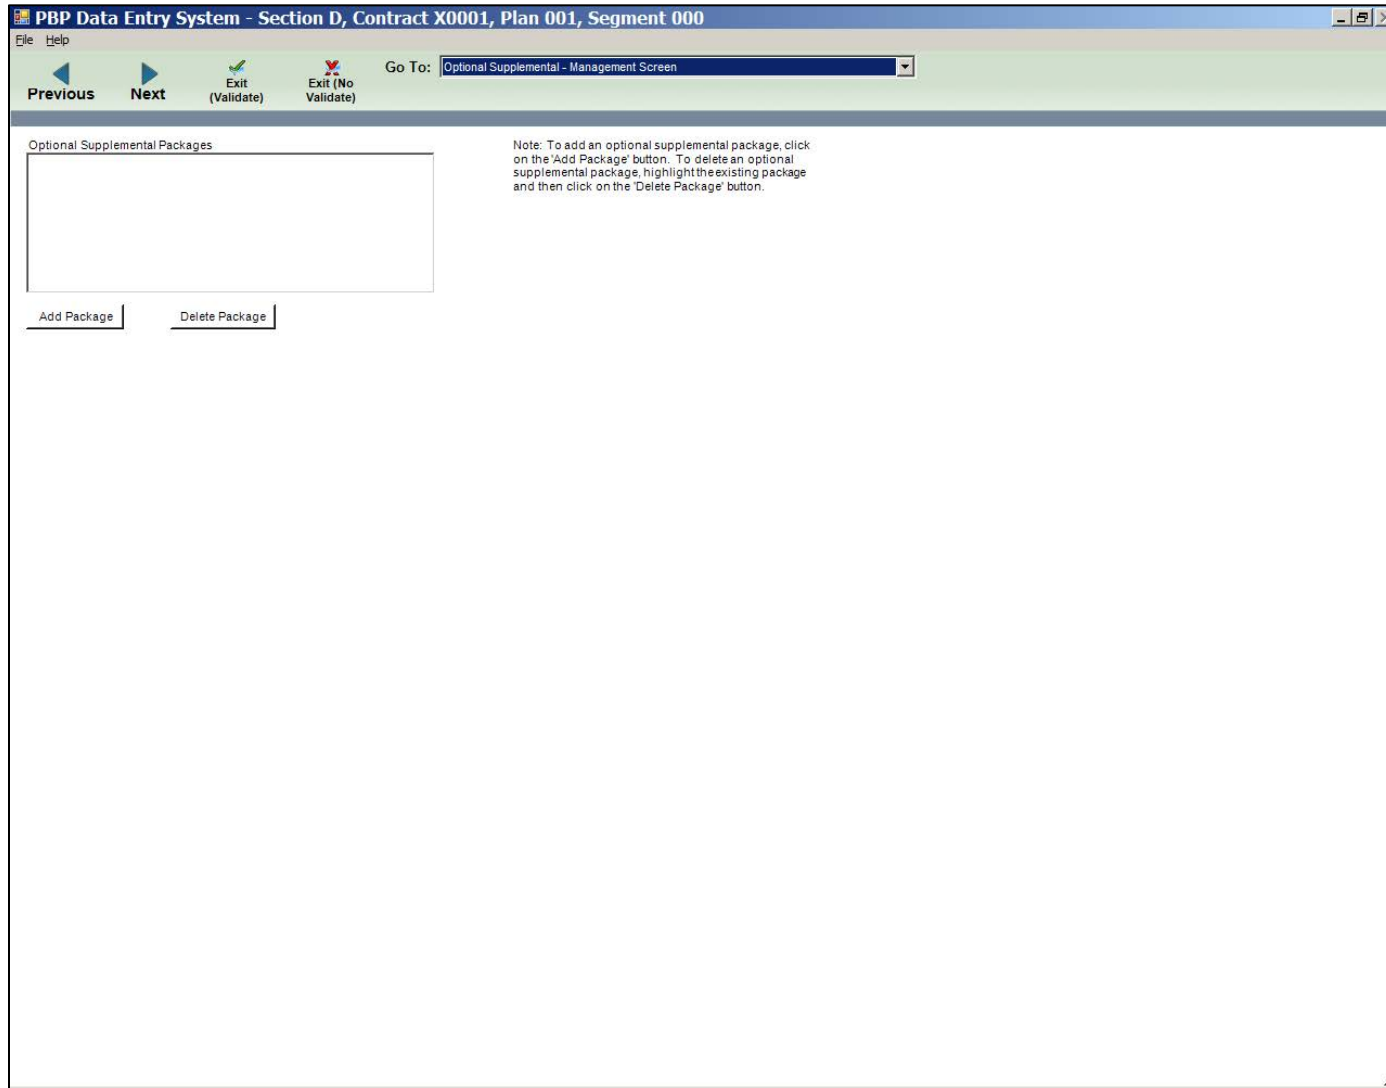 PBP Data Entry System - Section D, Contract X0001, Plan 001, Segment 000
File Help
Previous
Next
Exit
(Validate)
Exit (No
Validate)
Go To:
Optional Supplemental - Management Screen
Optional Supplemental Packages
Note: To add an optional supplemental package, click
on the 'Add Package' button. To delete an optional
supplemental package, highlight the existing package
and then click on the 'Delete Package' button.
Add Package
Delete Package